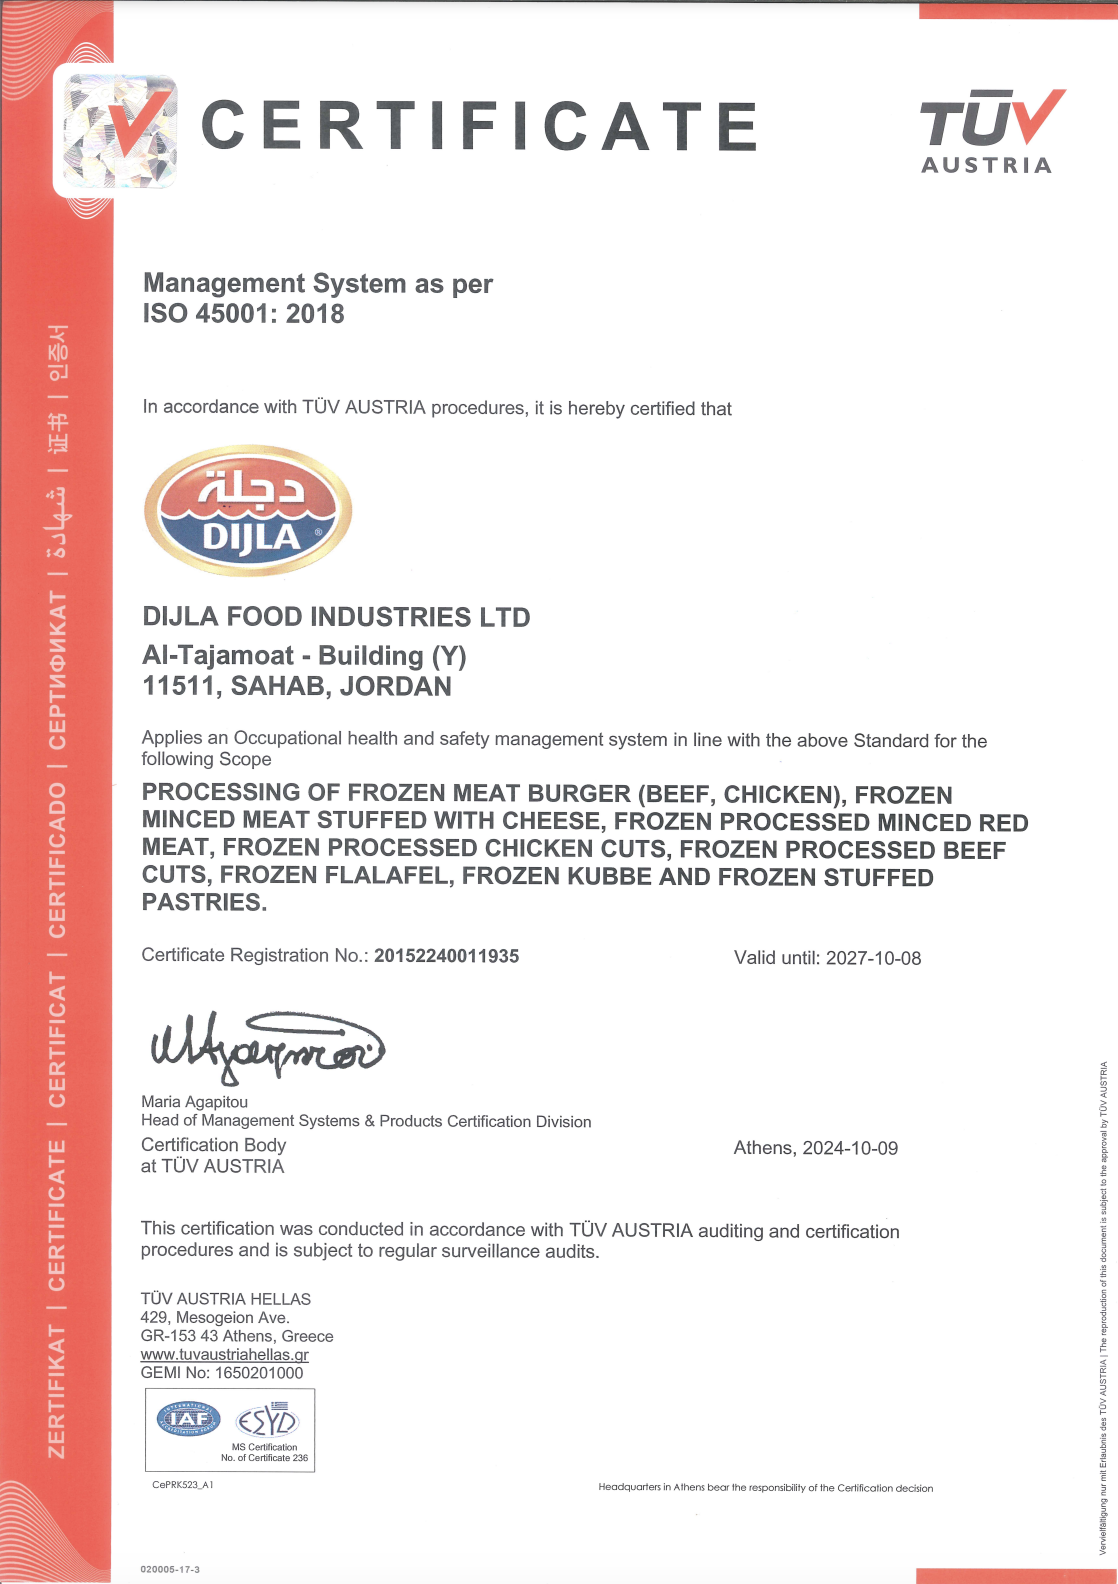 CERTIFICATE
TÜV
AUSTRIA
Management System as per
ISO 45001: 2018
In accordance with TÜV AUSTRIA procedures, it is hereby certified that
دجلة
DIJLA ®
DIJLA FOOD INDUSTRIES LTD
Al-Tajamoat - Building (Y)
11511, SAHAB, JORDAN
Applies an Occupational health and safety management system in line with the above Standard for the
following Scope
PROCESSING OF FROZEN MEAT BURGER (BEEF, CHICKEN), FROZEN
MINCED MEAT STUFFED WITH CHEESE, FROZEN PROCESSED MINCED RED
MEAT, FROZEN PROCESSED CHICKEN CUTS, FROZEN PROCESSED BEEF
CUTS, FROZEN FLALAFEL, FROZEN KUBBE AND FROZEN STUFFED
PASTRIES.
Certificate Registration No.: 20152240011935
Valid until: 2027-10-08
Maria Agapitou
Head of Management Systems & Products Certification Division
Certification Body
at TÜV AUSTRIA
Athens, 2024-10-09
This certification was conducted in accordance with TÜV AUSTRIA auditing and certification
procedures and is subject to regular surveillance audits.
TÜV AUSTRIA HELLAS
429, Mesogeion Ave.
GR-153 43 Athens, Greece
www.tuvaustriahellas.gr
GEMI No: 1650201000
INTERNATIONAL
IAF
ACCREDITATION FORUM
ESYD
MS Certification
No. of Certificate 236
CePRK523_A1
Headquarters in Athens bear the responsibility of the Certification decision
020005-17-3
ZERTIFIKAT | CERTIFICATE | CERTIFICAT | CERTIFICADO | СЕРТИФИКАТ | شهادة | 证书 | 인증서
Vervielfältigung nur mit Erlaubnis des TÜV AUSTRIA | The reproduction of this document is subject to the approval by TÜV AUSTRIA